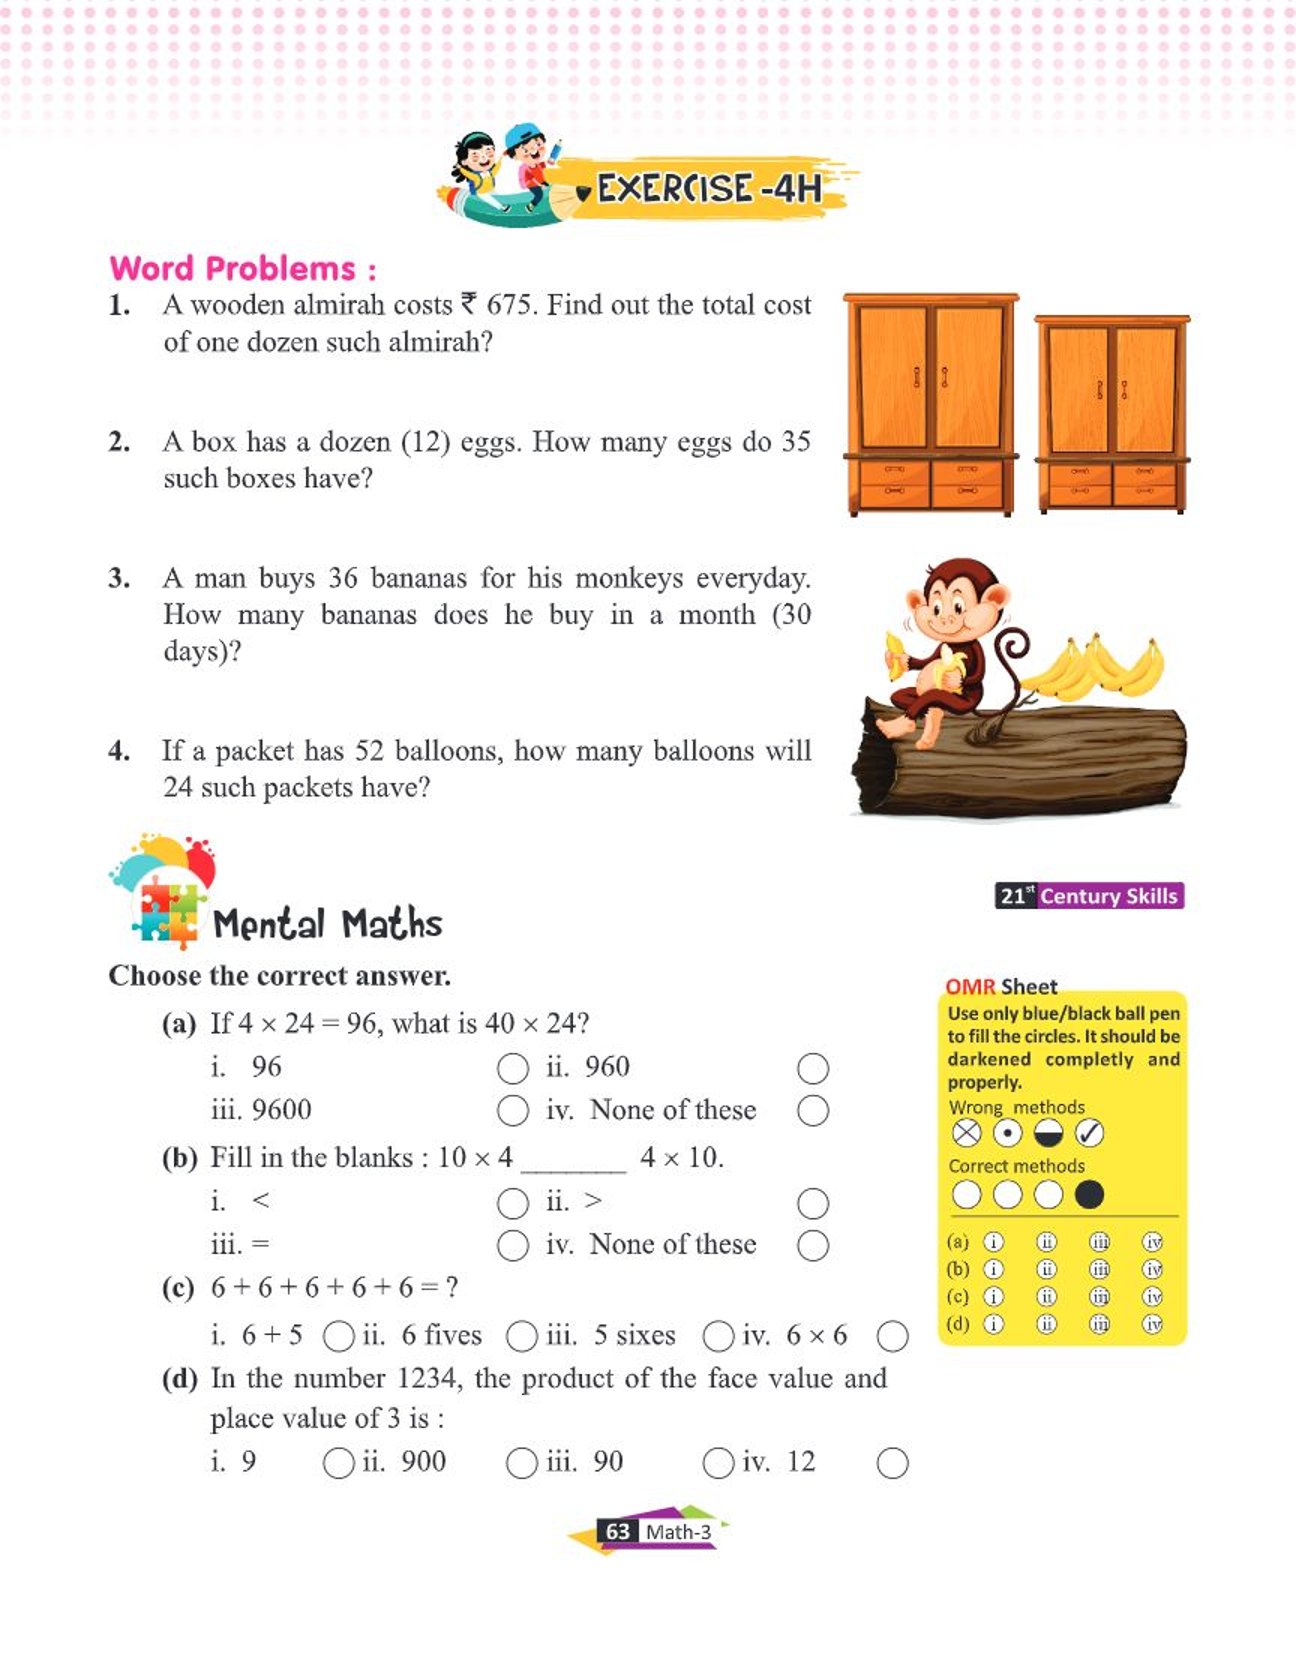 EXERCISE -4H
Word Problems :
1. A wooden almirah costs ₹ 675. Find out the total cost
of one dozen such almirah?
2. A box has a dozen (12) eggs. How many eggs do 35
such boxes have?
3. A man buys 36 bananas for his monkeys everyday.
How many bananas does he buy in a month (30
days)?
4. If a packet has 52 balloons, how many balloons will
24 such packets have?
Mental Maths
21st Century Skills
Choose the correct answer.
(a) If 4 × 24 = 96, what is 40 × 24?
i. 96 ii. 960
iii. 9600 iv. None of these
(b) Fill in the blanks : 10 × 4 _______ 4 × 10.
i. < ii. >
iii. = iv. None of these
(c) 6 + 6 + 6 + 6 + 6 = ?
i. 6 + 5 ii. 6 fives iii. 5 sixes iv. 6 × 6
(d) In the number 1234, the product of the face value and
place value of 3 is :
i. 9 ii. 900 iii. 90 iv. 12
OMR Sheet
Use only blue/black ball pen
to fill the circles. It should be
darkened completly and
properly.
Wrong methods
Correct methods
(a) i ii iii iv
(b) i ii iii iv
(c) i ii iii iv
(d) i ii iii iv
63 Math-3